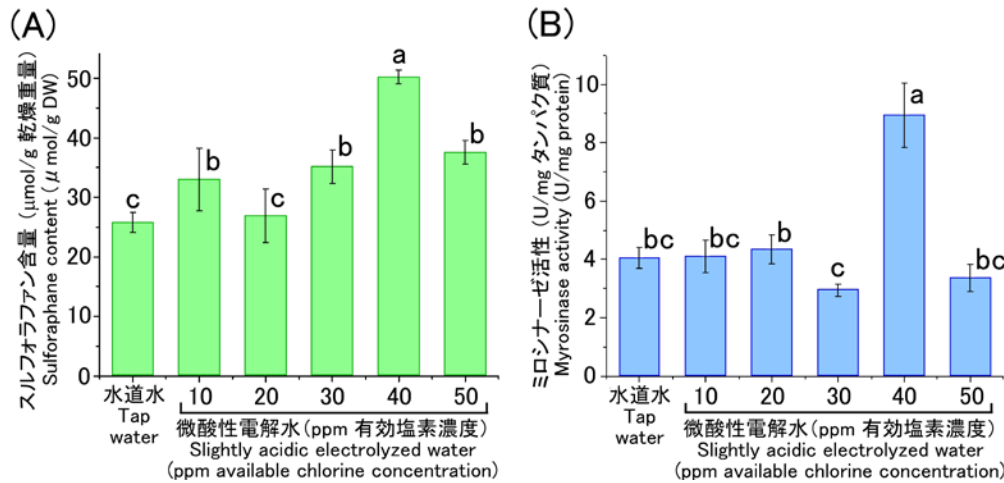 (A)
スルフォラファン含量 (μmol/g 乾燥重量)
Sulforaphane content (μmol/g DW)
50
40
30
20
10
0
c
b
c
b
a
b
水道水
Tap
water
10
20
30
40
50
微酸性電解水(ppm 有効塩素濃度)
Slightly acidic electrolyzed water
(ppm available chlorine concentration)
(B)
ミロシナーゼ活性 (U/mg タンパク質)
Myrosinase activity (U/mg protein)
10
8
6
4
2
0
bc
bc
b
c
a
bc
水道水
Tap
water
10
20
30
40
50
微酸性電解水(ppm 有効塩素濃度)
Slightly acidic electrolyzed water
(ppm available chlorine concentration)